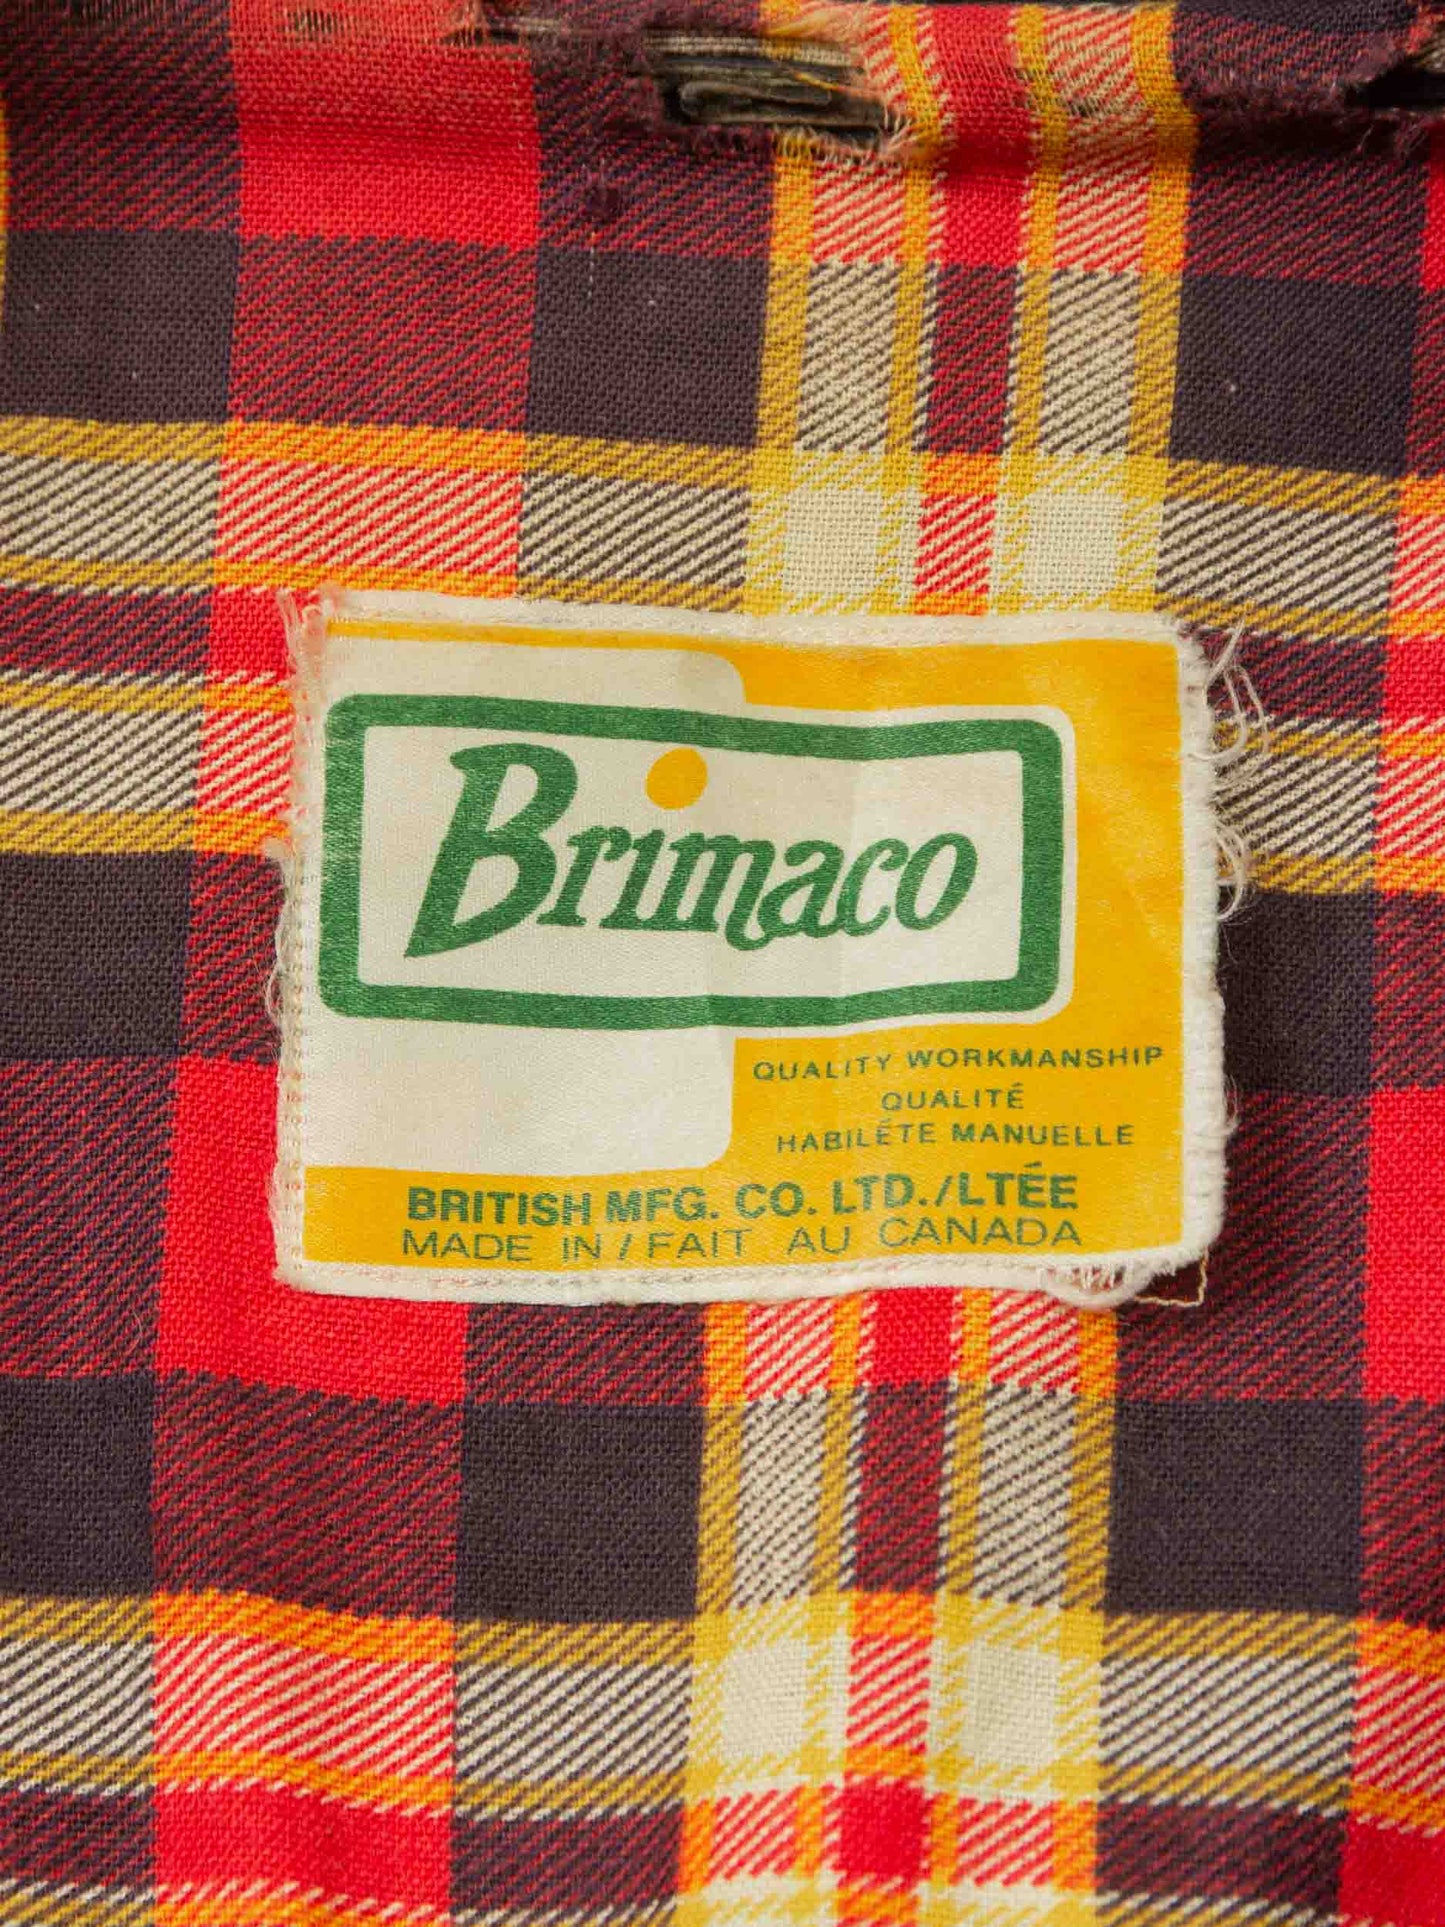 Brimaco
QUALITY WORKMANSHIP
QUALITÉ
HABILÉTE MANUELLE
BRITISH MFG. CO. LTD./LTÉE
MADE IN / FAIT AU CANADA